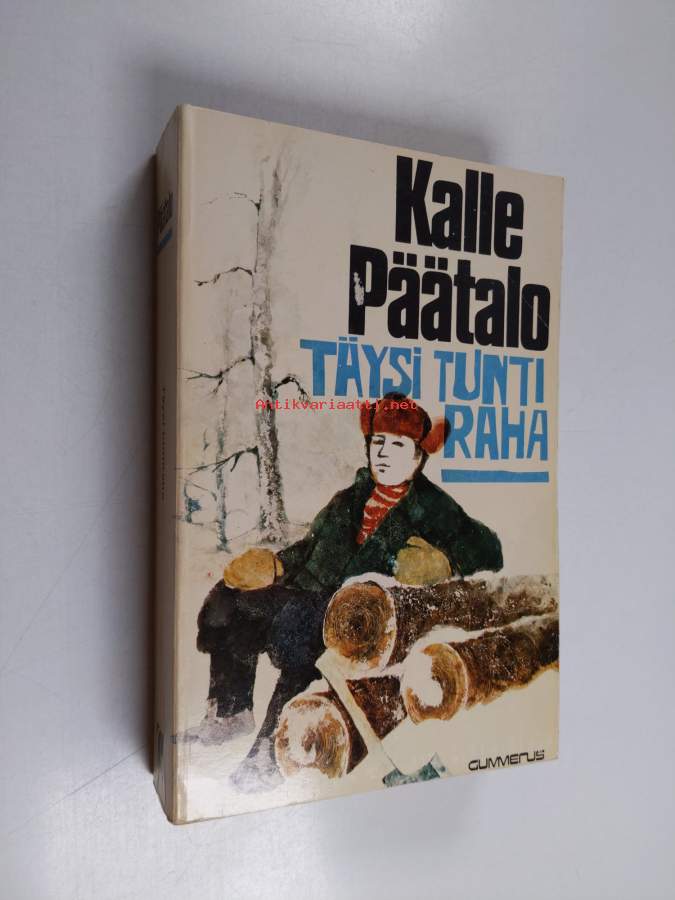 Kalle
Päätalo
TÄYSI TUNTI
RAHA
Antikvariaatti.net
GUMMERUS